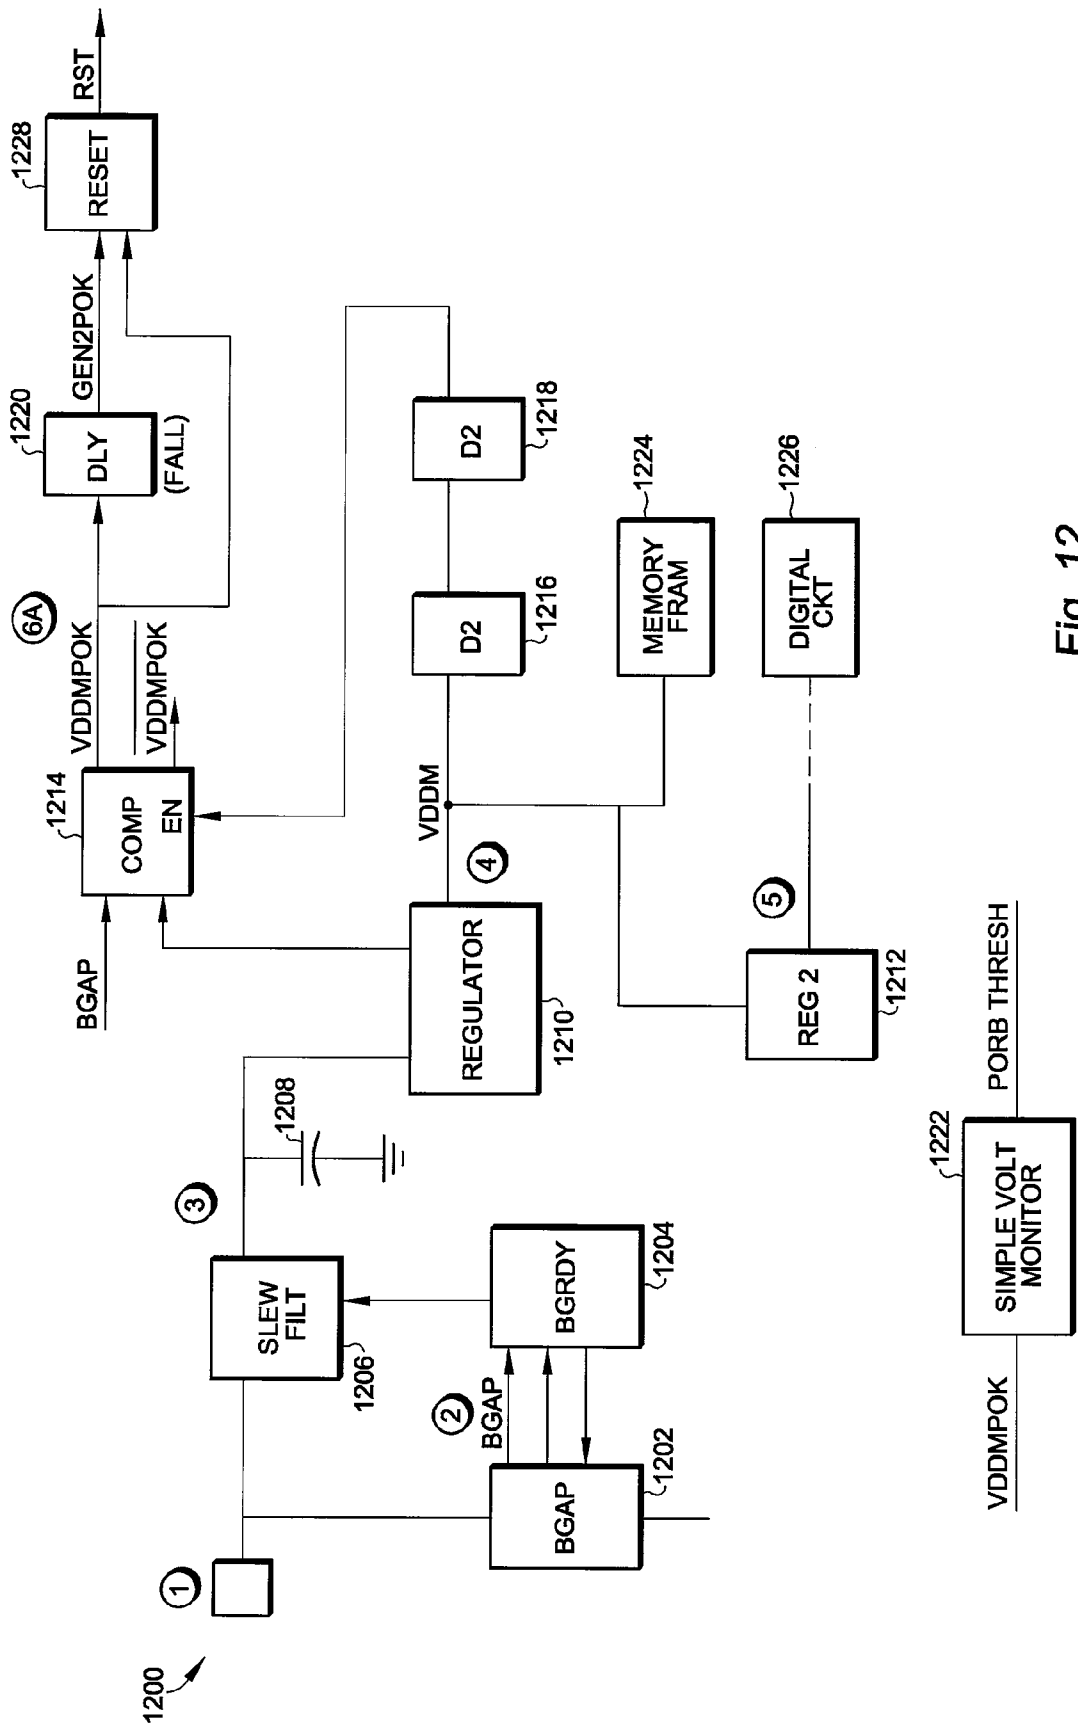 1200
1
SLEW
FILT
1206
3
1208
2
BGAP
BGAP
1202
BGRDY
1204
REGULATOR
1210
4
VDDM
BGAP
COMP
EN
1214
VDDMPOK
VDDMPOK
6A
DLY
1220
(FALL)
GEN2POK
RESET
1228
RST
D2
1216
D2
1218
MEMORY
FRAM
1224
REG 2
1212
5
DIGITAL
CKT
1226
VDDMPOK
SIMPLE VOLT
MONITOR
1222
PORB THRESH
Fig. 12